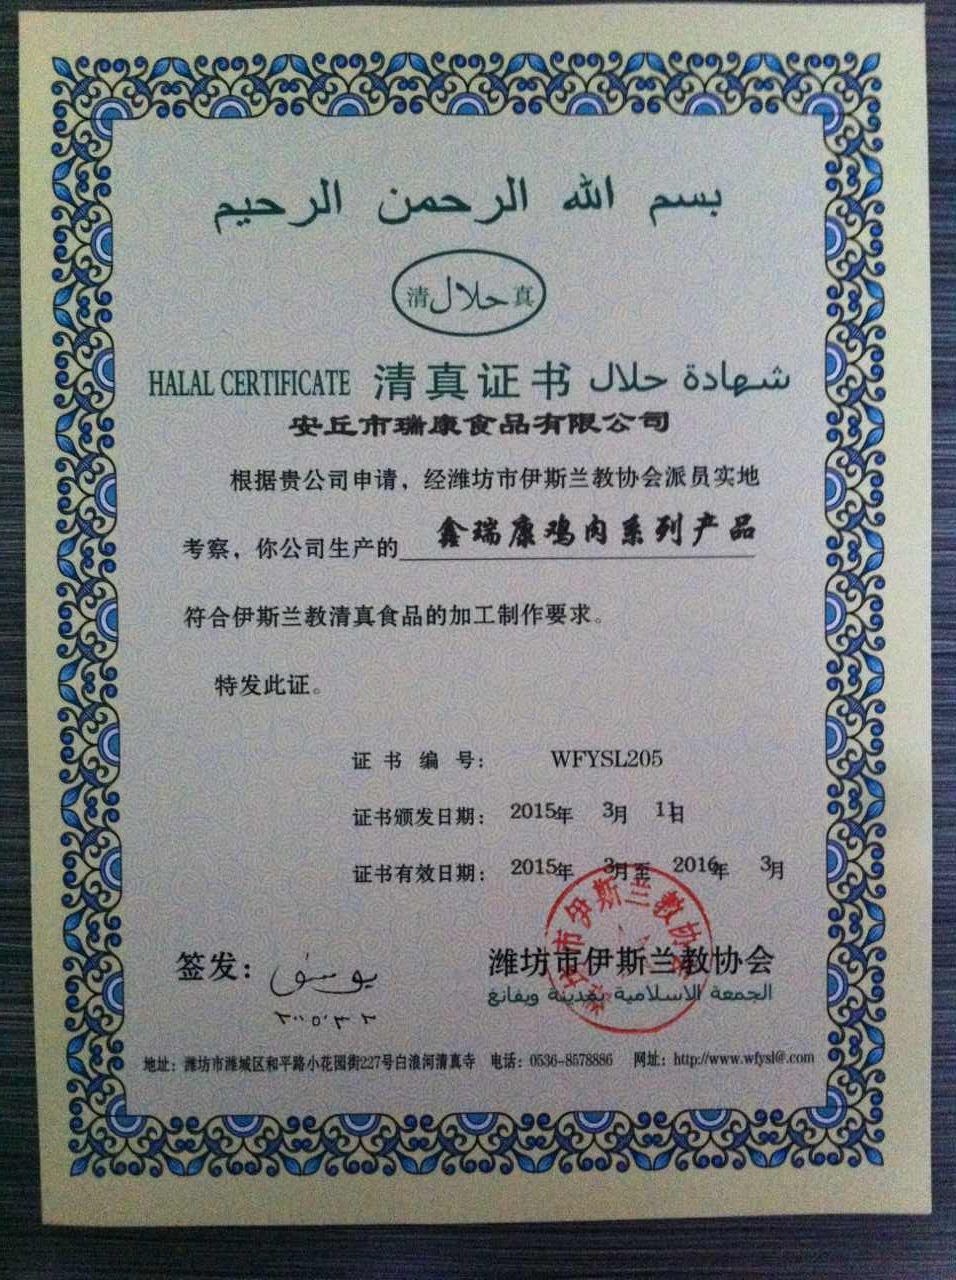 بسم الله الرحمن الرحيم
清 حلال 真
HALAL CERTIFICATE 清真证书 شهادة حلال
安丘市瑞康食品有限公司
根据贵公司申请，经潍坊市伊斯兰教协会派员实地
考察，你公司生产的 鑫瑞康鸡肉系列产品
符合伊斯兰教清真食品的加工制作要求。
特发此证。
证书编号： WFYSL205
证书颁发日期： 2015年 3月 11日
证书有效日期： 2015年 3月至 2016年 3月
签发： يوسف
潍坊市伊斯兰教协会
الجمعة الاسلامية بمدينة ويفانغ
市伊斯兰教协会
地址：潍坊市潍城区和平路小花园街227号白浪河清真寺 电话：0536-8578886 网址：http://www.wfysl@.com